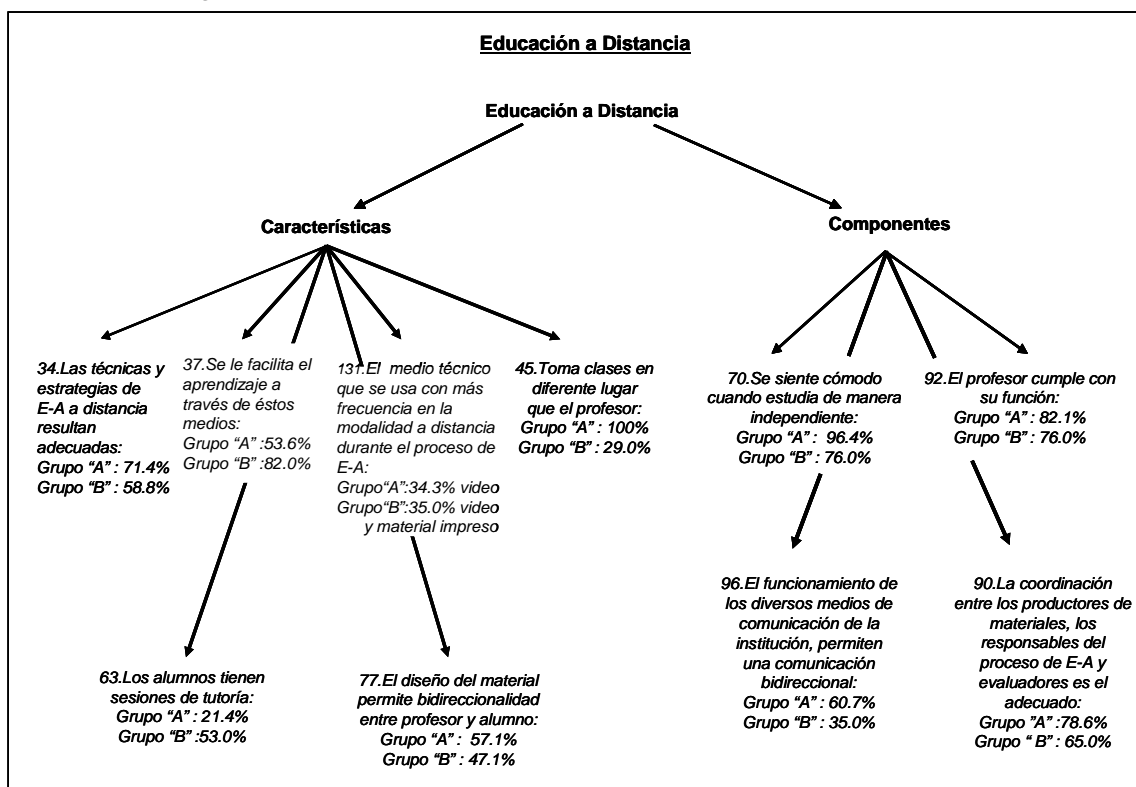 Educación a Distancia
Educación a Distancia
Características
Componentes
34.Las técnicas y
estrategias de
E-A a distancia
resultan
adecuadas:
Grupo “A” : 71.4%
Grupo “B” : 58.8%
37.Se le facilita el
aprendizaje a
través de éstos
medios:
Grupo “A” :53.6%
Grupo “B” :82.0%
131.El medio técnico
que se usa con más
frecuencia en la
modalidad a distancia
durante el proceso de
E-A:
Grupo“A”:34.3% video
Grupo“B”:35.0% video
y material impreso
45.Toma clases en
diferente lugar
que el profesor:
Grupo “A” : 100%
Grupo “B” : 29.0%
70.Se siente cómodo
cuando estudia de manera
independiente:
Grupo “A” : 96.4%
Grupo “B” : 76.0%
92.El profesor cumple con
su función:
Grupo “A” : 82.1%
Grupo “B” : 76.0%
63.Los alumnos tienen
sesiones de tutoría:
Grupo “A” : 21.4%
Grupo “B” :53.0%
77.El diseño del material
permite bidireccionalidad
entre profesor y alumno:
Grupo “A” : 57.1%
Grupo “B” : 47.1%
96.El funcionamiento de
los diversos medios de
comunicación de la
institución, permiten
una comunicación
bidireccional:
Grupo “A” : 60.7%
Grupo “B” : 35.0%
90.La coordinación
entre los productores de
materiales, los
responsables del
proceso de E-A y
evaluadores es el
adecuado:
Grupo ”A” :78.6%
Grupo “ B” : 65.0%